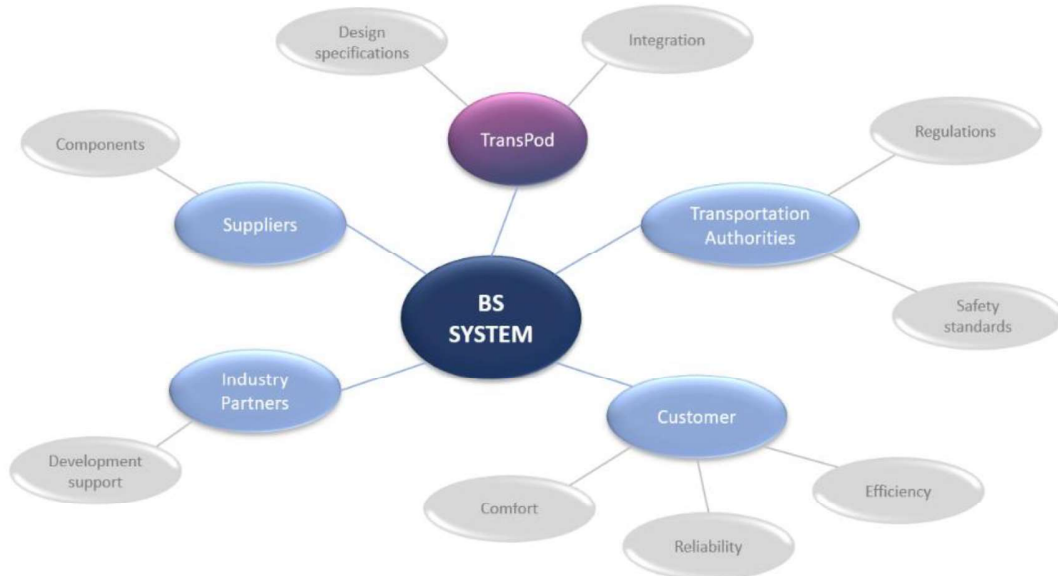 Design
specifications
Integration
TransPod
Components
Regulations
Suppliers
Transportation
Authorities
BS
SYSTEM
Safety
standards
Industry
Partners
Customer
Development
support
Comfort
Efficiency
Reliability